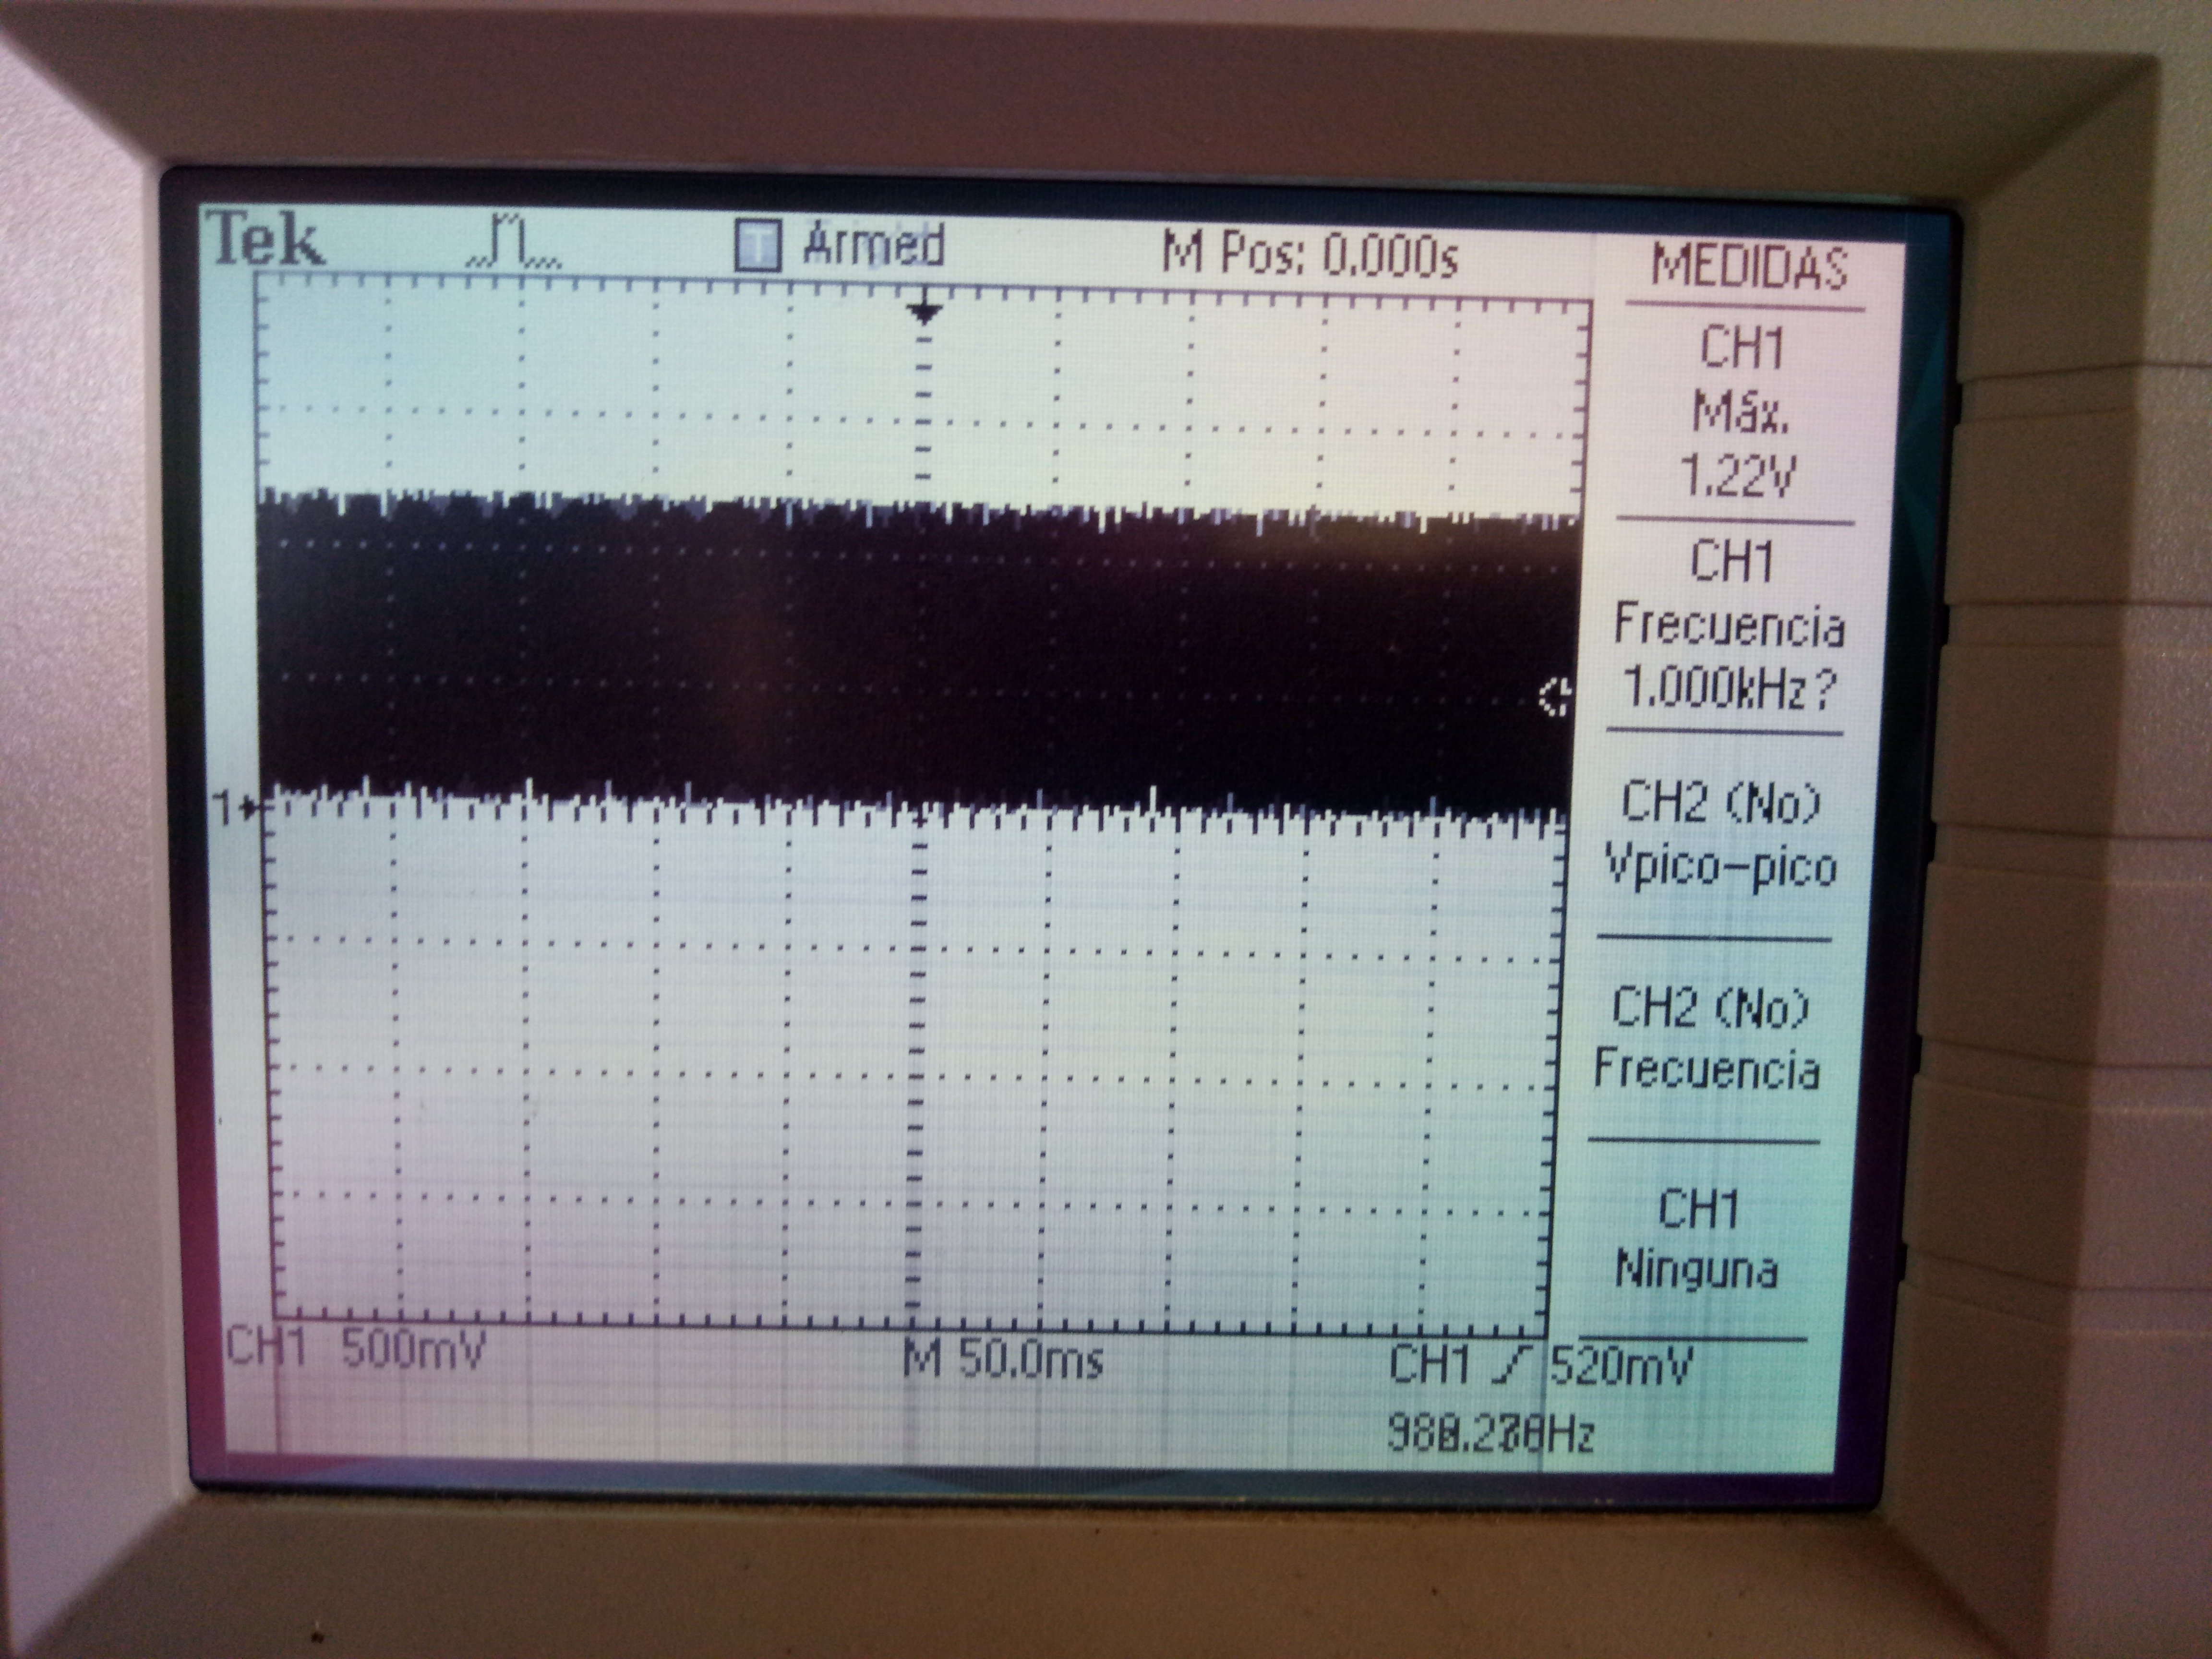 Tek T Armed M Pos: 0.000s MEDIDAS
CH1
Máx.
1.22V
CH1
Frecuencia
1.000kHz?
1
CH2 (No)
Vpico-pico
CH2 (No)
Frecuencia
CH1
Ninguna
CH1 500mV M 50.0ms CH1 520mV